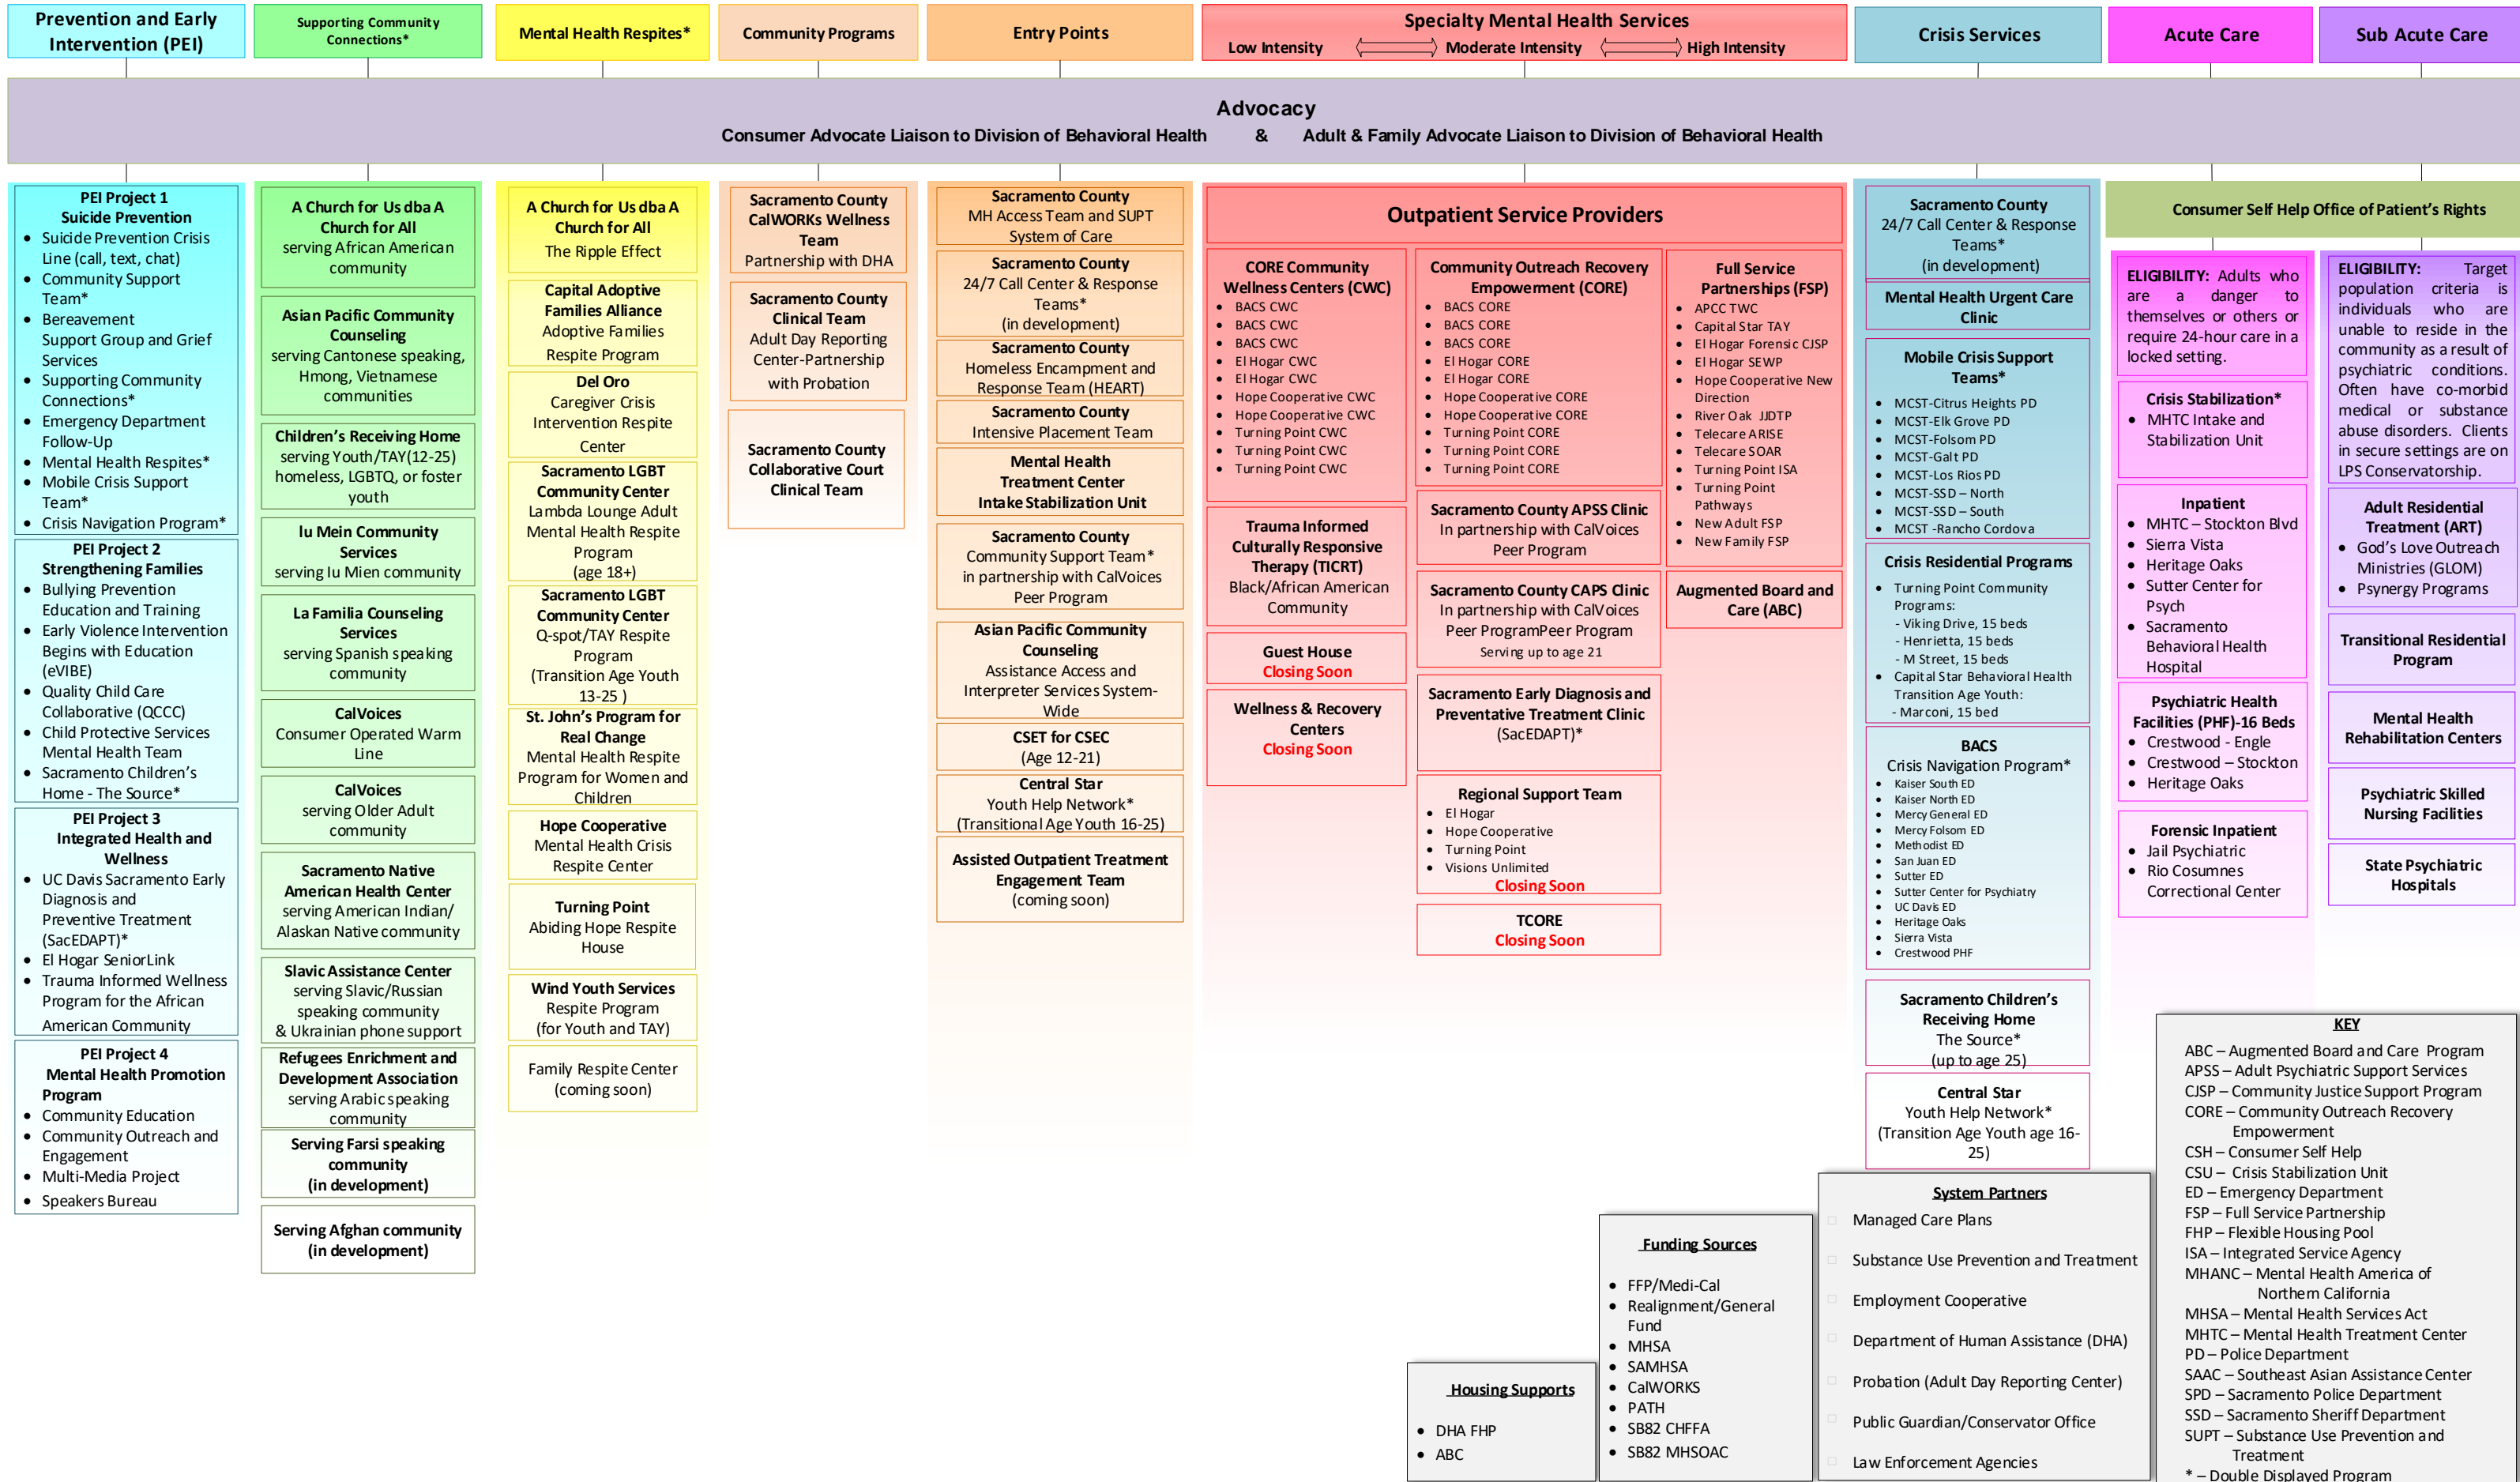 Prevention and Early
Intervention (PEI)
Supporting Community
Connections*
Mental Health Respites*
Community Programs
Entry Points
Specialty Mental Health Services
Low Intensity
Moderate Intensity
High Intensity
Crisis Services
Acute Care
Sub Acute Care
Advocacy
Consumer Advocate Liaison to Division of Behavioral Health & Adult & Family Advocate Liaison to Division of Behavioral Health
PEI Project 1
Suicide Prevention
• Suicide Prevention Crisis
Line (call, text, chat)
• Community Support
Team*
• Bereavement
Support Group and Grief
Services
• Supporting Community
Connections*
• Emergency Department
Follow-Up
• Mental Health Respites*
• Mobile Crisis Support
Team*
• Crisis Navigation Program*
PEI Project 2
Strengthening Families
• Bullying Prevention
Education and Training
• Early Violence Intervention
Begins with Education
(eVIBE)
• Quality Child Care
Collaborative (QCCC)
• Child Protective Services
Mental Health Team
• Sacramento Children's
Home - The Source*
PEI Project 3
Integrated Health and
Wellness
• UC Davis Sacramento Early
Diagnosis and
Preventive Treatment
(SacEDAPT)*
• El Hogar SeniorLink
• Trauma Informed Wellness
Program for the African
American Community
PEI Project 4
Mental Health Promotion
Program
• Community Education
• Community Outreach and
Engagement
• Multi-Media Project
• Speakers Bureau
A Church for Us dba A
Church for All
serving African American
community
Asian Pacific Community
Counseling
serving Cantonese speaking,
Hmong, Vietnamese
communities
Children's Receiving Home
serving Youth/TAY(12-25)
homeless, LGBTQ, or foster
youth
Iu Mein Community
Services
serving Iu Mien community
La Familia Counseling
Services
serving Spanish speaking
community
CalVoices
Consumer Operated Warm
Line
CalVoices
serving Older Adult
community
Sacramento Native
American Health Center
serving American Indian/
Alaskan Native community
Slavic Assistance Center
serving Slavic/Russian
speaking community
& Ukrainian phone support
Refugees Enrichment and
Development Association
serving Arabic speaking
community
Serving Farsi speaking
community
(in development)
Serving Afghan community
(in development)
A Church for Us dba A
Church for All
The Ripple Effect
Capital Adoptive
Families Alliance
Adoptive Families
Respite Program
Del Oro
Caregiver Crisis
Intervention Respite
Center
Sacramento LGBT
Community Center
Lambda Lounge Adult
Mental Health Respite
Program
(age 18+)
Sacramento LGBT
Community Center
Q-spot/TAY Respite
Program
(Transition Age Youth
13-25 )
St. John's Program for
Real Change
Mental Health Respite
Program for Women and
Children
Hope Cooperative
Mental Health Crisis
Respite Center
Turning Point
Abiding Hope Respite
House
Wind Youth Services
Respite Program
(for Youth and TAY)
Family Respite Center
(coming soon)
Sacramento County
CalWORKs Wellness
Team
Partnership with DHA
Sacramento County
Clinical Team
Adult Day Reporting
Center-Partnership
with Probation
Sacramento County
Collaborative Court
Clinical Team
Sacramento County
MH Access Team and SUPT
System of Care
Sacramento County
24/7 Call Center & Response
Teams*
(in development)
Sacramento County
Homeless Encampment and
Response Team (HEART)
Sacramento County
Intensive Placement Team
Mental Health
Treatment Center
Intake Stabilization Unit
Sacramento County
Community Support Team*
in partnership with CalVoices
Peer Program
Asian Pacific Community
Counseling
Assistance Access and
Interpreter Services System-
Wide
CSET for CSEC
(Age 12-21)
Central Star
Youth Help Network*
(Transitional Age Youth 16-25)
Assisted Outpatient Treatment
Engagement Team
(coming soon)
Outpatient Service Providers
CORE Community
Wellness Centers (CWC)
• BACS CWC
• BACS CWC
• BACS CWC
• El Hogar CWC
• El Hogar CWC
• Hope Cooperative CWC
• Hope Cooperative CWC
• Turning Point CWC
• Turning Point CWC
• Turning Point CWC
Trauma Informed
Culturally Responsive
Therapy (TICRT)
Black/African American
Community
Guest House
Closing Soon
Wellness & Recovery
Centers
Closing Soon
Community Outreach Recovery
Empowerment (CORE)
• BACS CORE
• BACS CORE
• BACS CORE
• El Hogar CORE
• El Hogar CORE
• Hope Cooperative CORE
• Hope Cooperative CORE
• Turning Point CORE
• Turning Point CORE
• Turning Point CORE
Sacramento County APSS Clinic
In partnership with CalVoices
Peer Program
Sacramento County CAPS Clinic
In partnership with CalVoices
Peer ProgramPeer Program
Serving up to age 21
Sacramento Early Diagnosis and
Preventative Treatment Clinic
(SacEDAPT)*
Regional Support Team
• El Hogar
• Hope Cooperative
• Turning Point
• Visions Unlimited
Closing Soon
TCORE
Closing Soon
Full Service
Partnerships (FSP)
• APCC TWC
• Capital Star TAY
• El Hogar Forensic CJSP
• El Hogar SEWP
• Hope Cooperative New
Direction
• River Oak JJDTP
• Telecare ARISE
• Telecare SOAR
• Turning Point ISA
• Turning Point
Pathways
• New Adult FSP
• New Family FSP
Augmented Board and
Care (ABC)
Sacramento County
24/7 Call Center & Response
Teams*
(in development)
Mental Health Urgent Care
Clinic
Mobile Crisis Support
Teams*
• MCST-Citrus Heights PD
• MCST-Elk Grove PD
• MCST-Folsom PD
• MCST-Galt PD
• MCST-Los Rios PD
• MCST-SSD – North
• MCST-SSD – South
• MCST -Rancho Cordova
Crisis Residential Programs
• Turning Point Community
Programs:
- Viking Drive, 15 beds
- Henrietta, 15 beds
- M Street, 15 beds
• Capital Star Behavioral Health
Transition Age Youth:
- Marconi, 15 bed
BACS
Crisis Navigation Program*
• Kaiser South ED
• Kaiser North ED
• Mercy General ED
• Mercy Folsom ED
• Methodist ED
• San Juan ED
• Sutter ED
• Sutter Center for Psychiatry
• UC Davis ED
• Heritage Oaks
• Sierra Vista
• Crestwood PHF
Sacramento Children's
Receiving Home
The Source*
(up to age 25)
Central Star
Youth Help Network*
(Transition Age Youth age 16-
25)
Consumer Self Help Office of Patient's Rights
ELIGIBILITY: Adults who
are a danger to
themselves or others or
require 24-hour care in a
locked setting.
Crisis Stabilization*
• MHTC Intake and
Stabilization Unit
Inpatient
• MHTC – Stockton Blvd
• Sierra Vista
• Heritage Oaks
• Sutter Center for
Psych
• Sacramento
Behavioral Health
Hospital
Psychiatric Health
Facilities (PHF)-16 Beds
• Crestwood - Engle
• Crestwood – Stockton
• Heritage Oaks
Forensic Inpatient
• Jail Psychiatric
• Rio Cosumnes
Correctional Center
ELIGIBILITY: Target
population criteria is
individuals who are
unable to reside in the
community as a result of
psychiatric conditions.
Often have co-morbid
medical or substance
abuse disorders. Clients
in secure settings are on
LPS Conservatorship.
Adult Residential
Treatment (ART)
• God's Love Outreach
Ministries (GLOM)
• Psynergy Programs
Transitional Residential
Program
Mental Health
Rehabilitation Centers
Psychiatric Skilled
Nursing Facilities
State Psychiatric
Hospitals
Housing Supports
• DHA FHP
• ABC
Funding Sources
• FFP/Medi-Cal
• Realignment/General
Fund
• MHSA
• SAMHSA
• CalWORKS
• PATH
• SB82 CHFFA
• SB82 MHSOAC
System Partners
Managed Care Plans
Substance Use Prevention and Treatment
Employment Cooperative
Department of Human Assistance (DHA)
Probation (Adult Day Reporting Center)
Public Guardian/Conservator Office
Law Enforcement Agencies
KEY
ABC – Augmented Board and Care Program
APSS – Adult Psychiatric Support Services
CJSP – Community Justice Support Program
CORE – Community Outreach Recovery
Empowerment
CSH – Consumer Self Help
CSU – Crisis Stabilization Unit
ED – Emergency Department
FSP – Full Service Partnership
FHP – Flexible Housing Pool
ISA – Integrated Service Agency
MHANC – Mental Health America of
Northern California
MHSA – Mental Health Services Act
MHTC – Mental Health Treatment Center
PD – Police Department
SAAC – Southeast Asian Assistance Center
SPD – Sacramento Police Department
SSD – Sacramento Sheriff Department
SUPT – Substance Use Prevention and
Treatment
* – Double Displayed Program